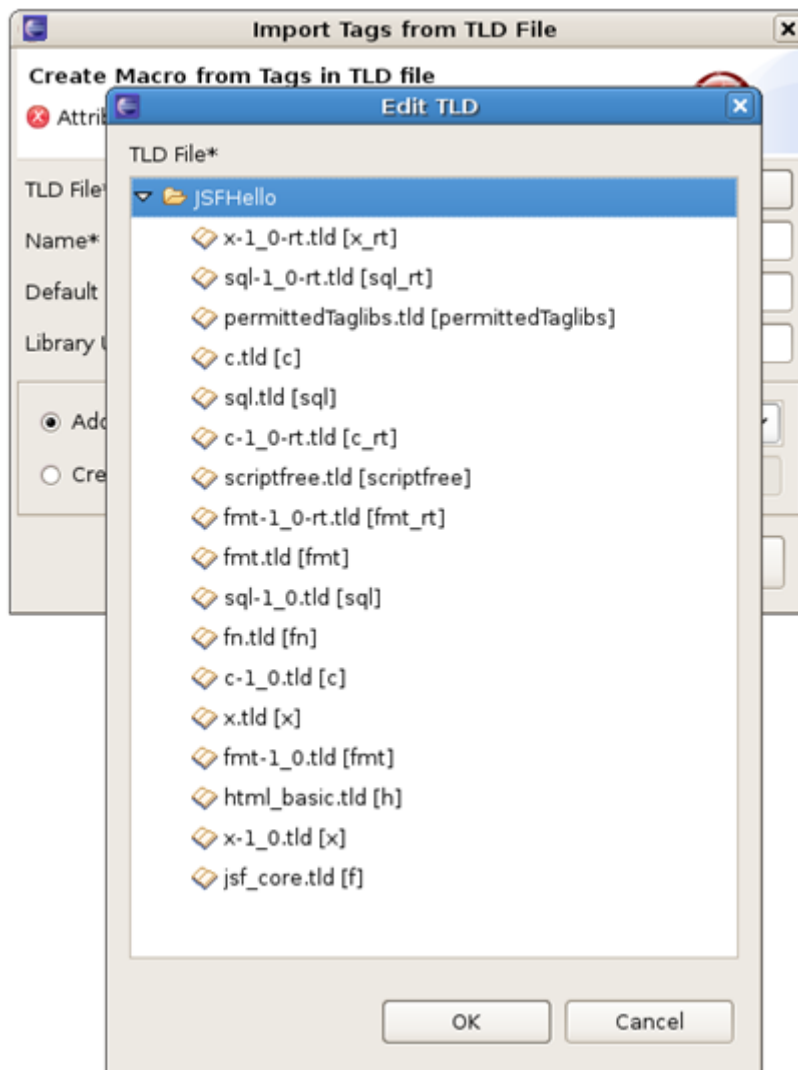 Import Tags from TLD File
Create Macro from Tags in TLD file
Edit TLD
TLD File*
TLD File*
JSFHello
Name*
x-1_0-rt.tld [x_rt]
sql-1_0-rt.tld [sql_rt]
Default
permittedTaglibs.tld [permittedTaglibs]
Library
c.tld [c]
sql.tld [sql]
c-1_0-rt.tld [c_rt]
scriptfree.tld [scriptfree]
fmt-1_0-rt.tld [fmt_rt]
fmt.tld [fmt]
sql-1_0.tld [sql]
fn.tld [fn]
c-1_0.tld [c]
x.tld [x]
fmt-1_0.tld [fmt]
html_basic.tld [h]
x-1_0.tld [x]
jsf_core.tld [f]
OK Cancel